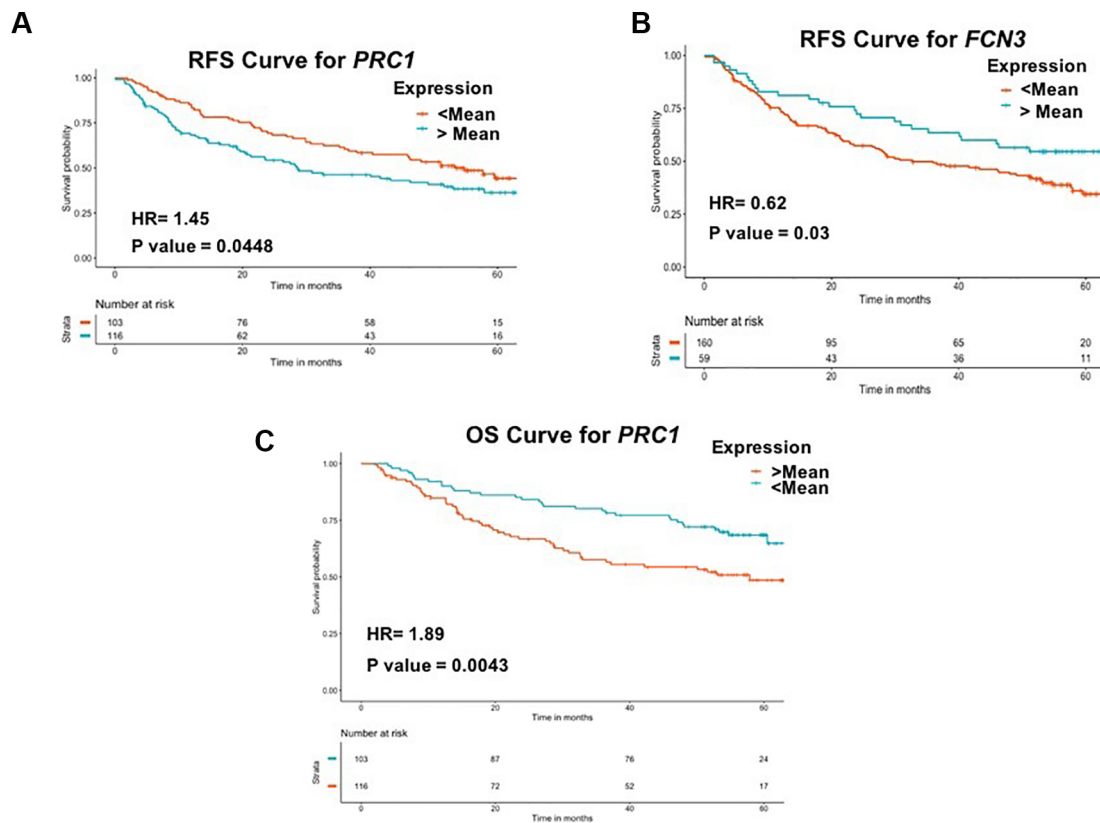 A
RFS Curve for PRC1
Expression
<Mean
> Mean
Survival probability
1.00
0.75
0.50
0.25
0.00
HR= 1.45
P value = 0.0448
0 20 40 60
Time in months
Number at risk
Strata
103 76 58 15
116 62 43 16
0 20 40 60
Time in months
B
RFS Curve for FCN3
Expression
<Mean
> Mean
Survival probability
1.00
0.75
0.50
0.25
0.00
HR= 0.62
P value = 0.03
0 20 40 60
Time in months
Number at risk
Strata
160 95 65 20
59 43 36 11
0 20 40 60
Time in months
C
OS Curve for PRC1
Expression
>Mean
<Mean
Survival probability
1.00
0.75
0.50
0.25
0.00
HR= 1.89
P value = 0.0043
0 20 40 60
Time in months
Number at risk
Strata
103 87 76 24
116 72 52 17
0 20 40 60
Time in months